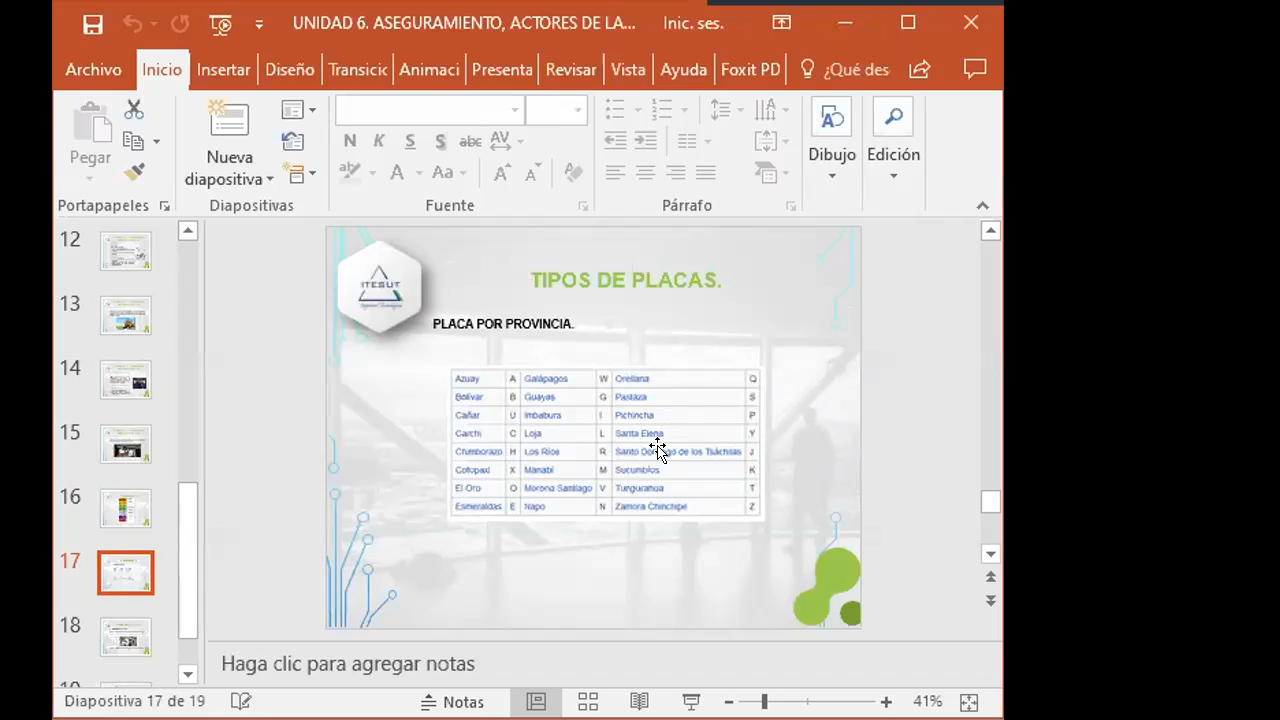 UNIDAD 6. ASEGURAMIENTO, ACTORES DE LA... Inic. ses.
Archivo Inicio Insertar Diseño Transicic Animaci Presenta Revisar Vista Ayuda Foxit PD ¿Qué des
Pegar
Nueva
diapositiva
N K S S abc AV
A Aa A A
Dibujo
Edición
Portapapeles Diapositivas Fuente Párrafo
12
13
14
15
16
17
18
ITESUT
TIPOS DE PLACAS.
PLACA POR PROVINCIA.
Azuay A Galápagos W Orellana Q
Bolívar B Guayas G Pastaza S
Cañar U Imbabura I Pichincha P
Carchi C Loja L Santa Elena Y
Chimborazo H Los Ríos R Santo Domingo de los Tsáchilas J
Cotopaxi X Manabí M Sucumbíos K
El Oro O Morona Santiago V Tungurahua T
Esmeraldas E Napo N Zamora Chinchipe Z
Haga clic para agregar notas
Diapositiva 17 de 19 Notas 41%